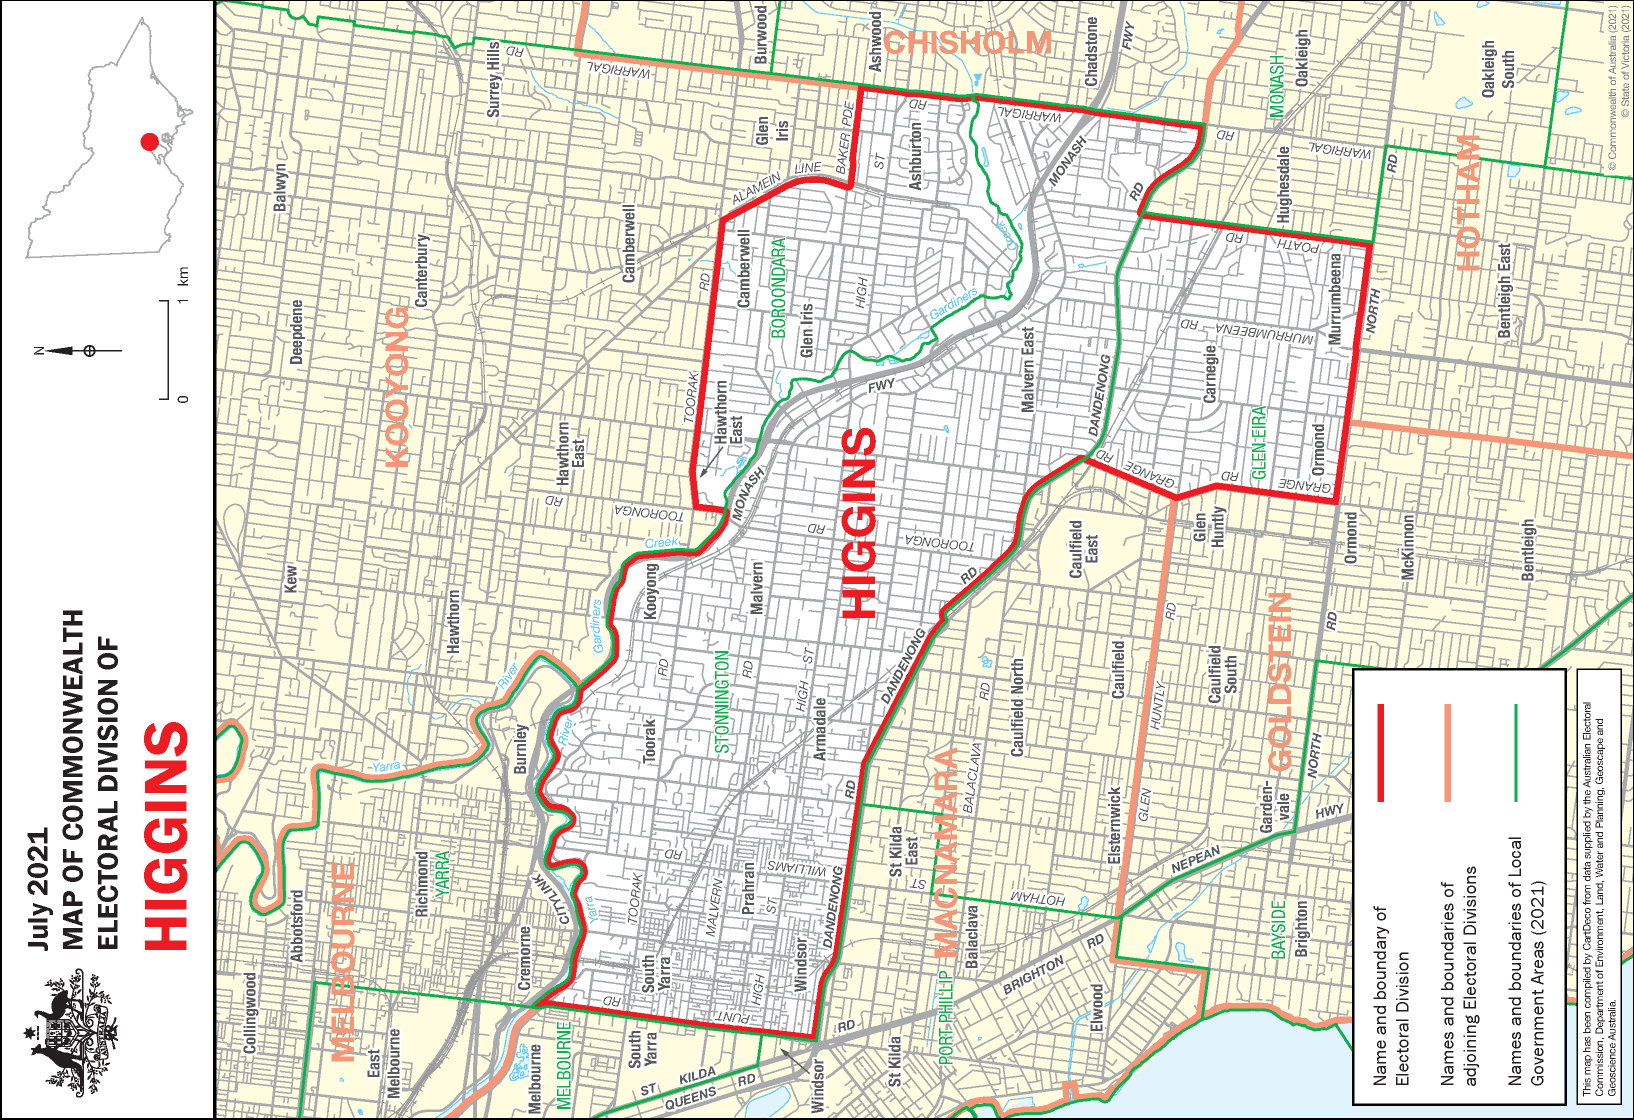 July 2021
MAP OF COMMONWEALTH
ELECTORAL DIVISION OF
HIGGINS
N
0
1 km
KOOYONG
MELBOURNE
CHISHOLM
HOTHAM
GOLDSTEIN
MACNAMARA
HIGGINS
YARRA
MELBOURNE
STONNINGTON
BOROONDARA
GLEN EIRA
MONASH
BAYSIDE
PORT PHILLIP
Collingwood
Abbotsford
East
Melbourne
Richmond
Cremorne
Burnley
Melbourne
Kew
Deepdene
Balwyn
Canterbury
Surrey Hills
Hawthorn
Hawthorn
East
Camberwell
Burwood
Ashwood
Glen
Iris
Chadstone
Oakleigh
Oakleigh
South
Hughesdale
Bentleigh East
Bentleigh
McKinnon
Ormond
Ormond
Murrumbeena
Carnegie
Glen
Huntly
Caulfield
East
Caulfield
Caulfield
South
Caulfield North
Garden-
vale
Elsternwick
Brighton
Elwood
Balaclava
St Kilda
East
St Kilda
Windsor
Windsor
South
Yarra
South
Yarra
Prahran
Toorak
Armadale
Malvern
Kooyong
Malvern East
Glen Iris
Camberwell
Hawthorn
East
Ashburton
Yarra
River
River
Yarra
Gardiners
Creek
Gardiners
Creek
WARRIGAL
RD
WARRIGAL
RD
WARRIGAL
RD
BAKER PDE
ALAMEIN
LINE
TOORAK
RD
TOORONGA
RD
TOORONGA
RD
MONASH
FWY
MONASH
FWY
HIGH
ST
HIGH
ST
HIGH
ST
TOORAK
RD
MALVERN
RD
WILLIAMS
RD
PUNT
RD
CITYLINK
DANDENONG
RD
DANDENONG
RD
DANDENONG
RD
POATH
RD
MURRUMBEENA
RD
NORTH
RD
NORTH
RD
GRANGE
RD
GRANGE
RD
GLEN
HUNTLY
RD
BALACLAVA
RD
HOTHAM
ST
NEPEAN
HWY
BRIGHTON
RD
RD
ST
KILDA
QUEENS
RD
Name and boundary of
Electoral Division
Names and boundaries of
adjoining Electoral Divisions
Names and boundaries of Local
Government Areas (2021)
This map has been compiled by CartDeco from data supplied by the Australian Electoral
Commission, Department of Environment, Land, Water and Planning, Geoscape and
Geoscience Australia.
© Commonwealth of Australia (2021)
© State of Victoria (2021)